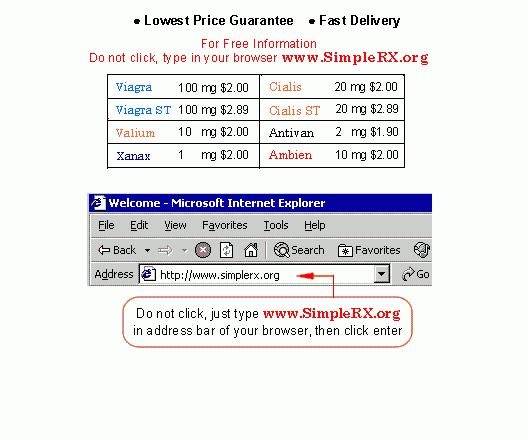 ● Lowest Price Guarantee ● Fast Delivery
For Free Information
Do not click, type in your browser www.SimpleRX.org
Viagra 100 mg $2.00 Cialis 20 mg $2.00
Viagra ST 100 mg $2.89 Cialis ST 20 mg $2.89
Valium 10 mg $2.00 Antivan 2 mg $1.90
Xanax 1 mg $2.00 Ambien 10 mg $2.00
Welcome - Microsoft Internet Explorer
File Edit View Favorites Tools Help
Back Search Favorites
Address http://www.simplerx.org Go
Do not click, just type www.SimpleRX.org
in address bar of your browser, then click enter